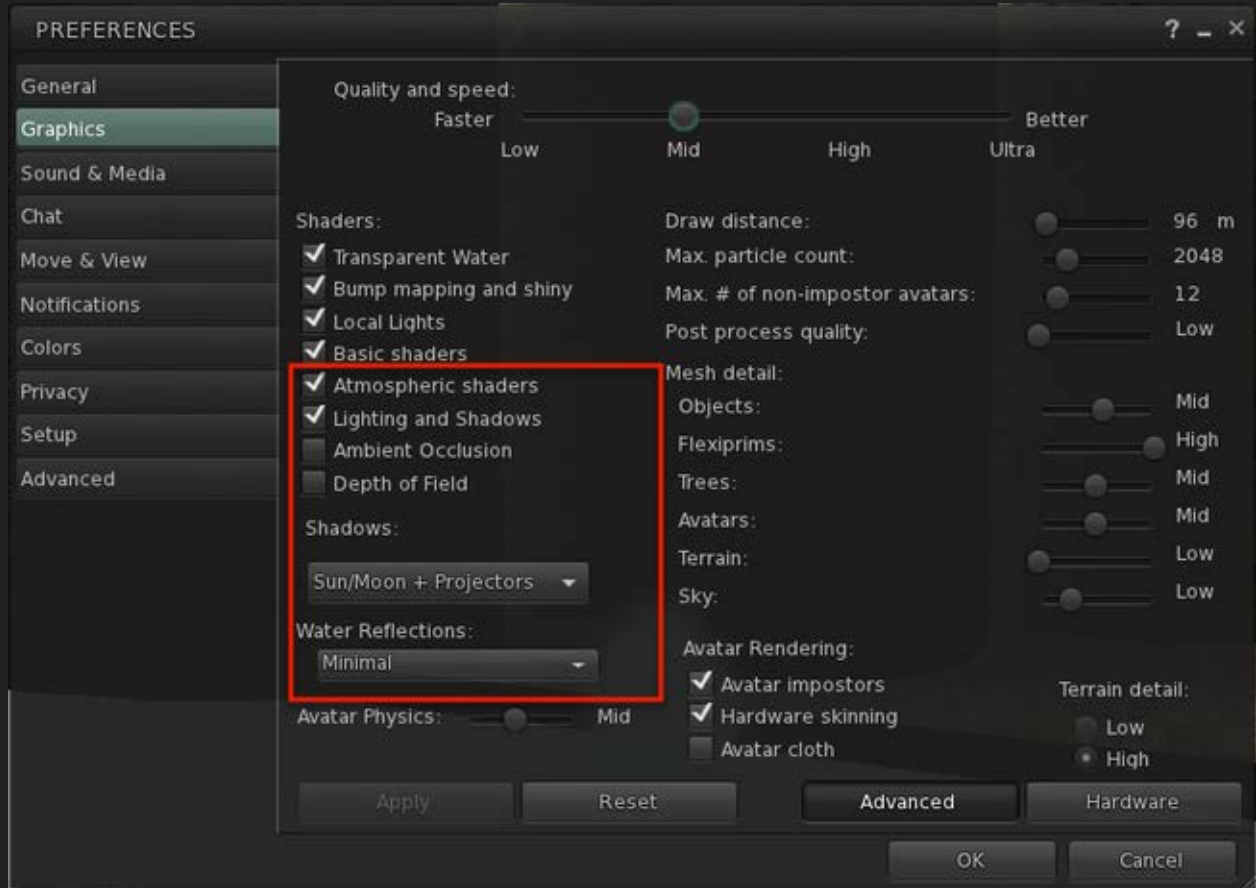 PREFERENCES ? _ ×
General
Graphics
Sound & Media
Chat
Move & View
Notifications
Colors
Privacy
Setup
Advanced
Quality and speed:
Faster Better
Low Mid High Ultra
Shaders:
Transparent Water
Bump mapping and shiny
Local Lights
Basic shaders
Atmospheric shaders
Lighting and Shadows
Ambient Occlusion
Depth of Field
Shadows:
Sun/Moon + Projectors
Water Reflections:
Minimal
Avatar Physics: Mid
Draw distance: 96 m
Max. particle count: 2048
Max. # of non-impostor avatars: 12
Post process quality: Low
Mesh detail:
Objects: Mid
Flexiprims: High
Trees: Mid
Avatars: Mid
Terrain: Low
Sky: Low
Avatar Rendering:
Avatar impostors
Hardware skinning
Avatar cloth
Terrain detail:
Low
High
Apply Reset Advanced Hardware
OK Cancel